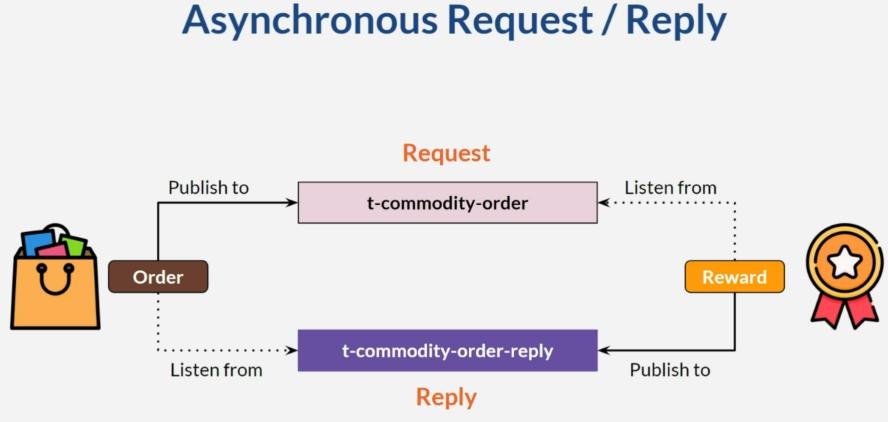 Asynchronous Request / Reply
Request
Publish to
t-commodity-order
Listen from
Order
Reward
t-commodity-order-reply
Listen from
Publish to
Reply